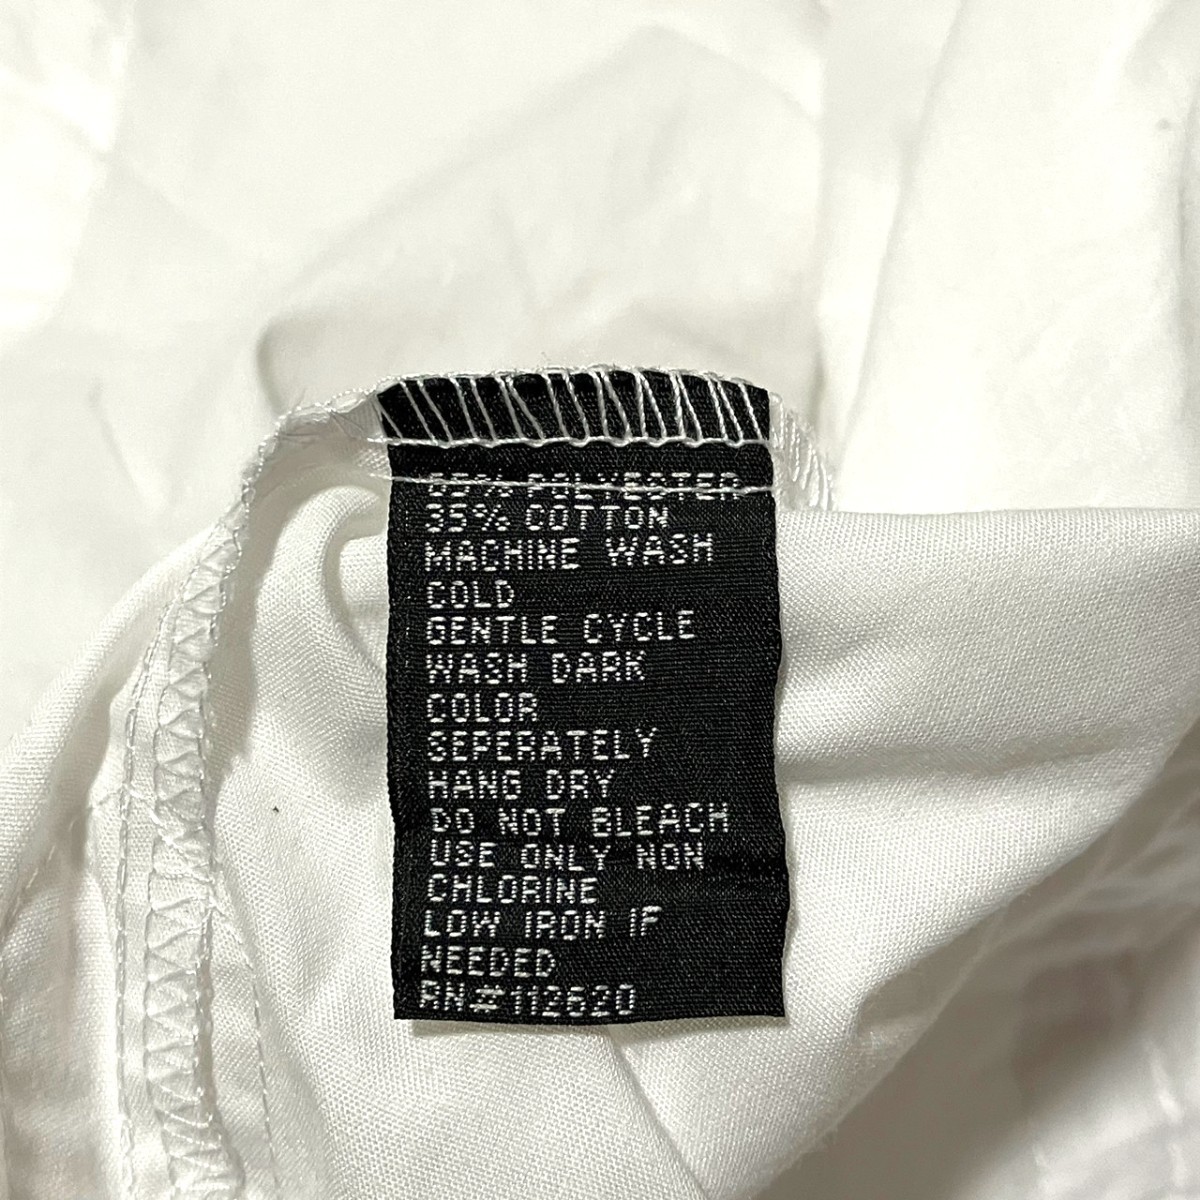 65% POLYESTER
35% COTTON
MACHINE WASH
COLD
GENTLE CYCLE
WASH DARK
COLOR
SEPERATELY
HANG DRY
DO NOT BLEACH
USE ONLY NON
CHLORINE
LOW IRON IF
NEEDED
RN#112620